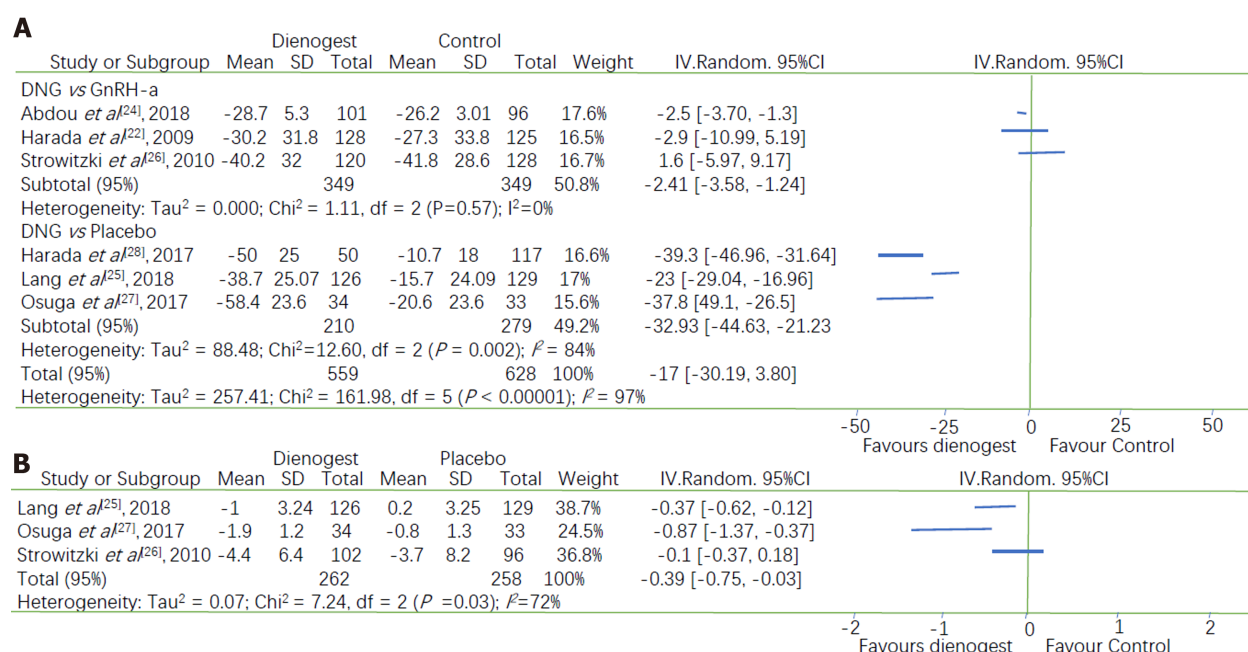 A
Dienogest Control
Study or Subgroup Mean SD Total Mean SD Total Weight IV.Random. 95%CI IV.Random. 95%CI
DNG vs GnRH-a
Abdou et al[24], 2018 -28.7 5.3 101 -26.2 3.01 96 17.6% -2.5 [-3.70, -1.3]
Harada et al[22], 2009 -30.2 31.8 128 -27.3 33.8 125 16.5% -2.9 [-10.99, 5.19]
Strowitzki et al[26], 2010 -40.2 32 120 -41.8 28.6 128 16.7% 1.6 [-5.97, 9.17]
Subtotal (95%) 349 349 50.8% -2.41 [-3.58, -1.24]
Heterogeneity: Tau² = 0.000; Chi² = 1.11, df = 2 (P=0.57); I²=0%
DNG vs Placebo
Harada et al[28], 2017 -50 25 50 -10.7 18 117 16.6% -39.3 [-46.96, -31.64]
Lang et al[25], 2018 -38.7 25.07 126 -15.7 24.09 129 17% -23 [-29.04, -16.96]
Osuga et al[27], 2017 -58.4 23.6 34 -20.6 23.6 33 15.6% -37.8 [49.1, -26.5]
Subtotal (95%) 210 279 49.2% -32.93 [-44.63, -21.23
Heterogeneity: Tau² = 88.48; Chi²=12.60, df = 2 (P = 0.002); I² = 84%
Total (95%) 559 628 100% -17 [-30.19, 3.80]
Heterogeneity: Tau² = 257.41; Chi² = 161.98, df = 5 (P < 0.00001); I² = 97%
-50 -25 0 25 50
Favours dienogest Favour Control
B
Dienogest Placebo
Study or Subgroup Mean SD Total Mean SD Total Weight IV.Random. 95%CI IV.Random. 95%CI
Lang et al[25], 2018 -1 3.24 126 0.2 3.25 129 38.7% -0.37 [-0.62, -0.12]
Osuga et al[27], 2017 -1.9 1.2 34 -0.8 1.3 33 24.5% -0.87 [-1.37, -0.37]
Strowitzki et al[26], 2010 -4.4 6.4 102 -3.7 8.2 96 36.8% -0.1 [-0.37, 0.18]
Total (95%) 262 258 100% -0.39 [-0.75, -0.03]
Heterogeneity: Tau² = 0.07; Chi² = 7.24, df = 2 (P =0.03); I²=72%
-2 -1 0 1 2
Favours dienogest Favour Control